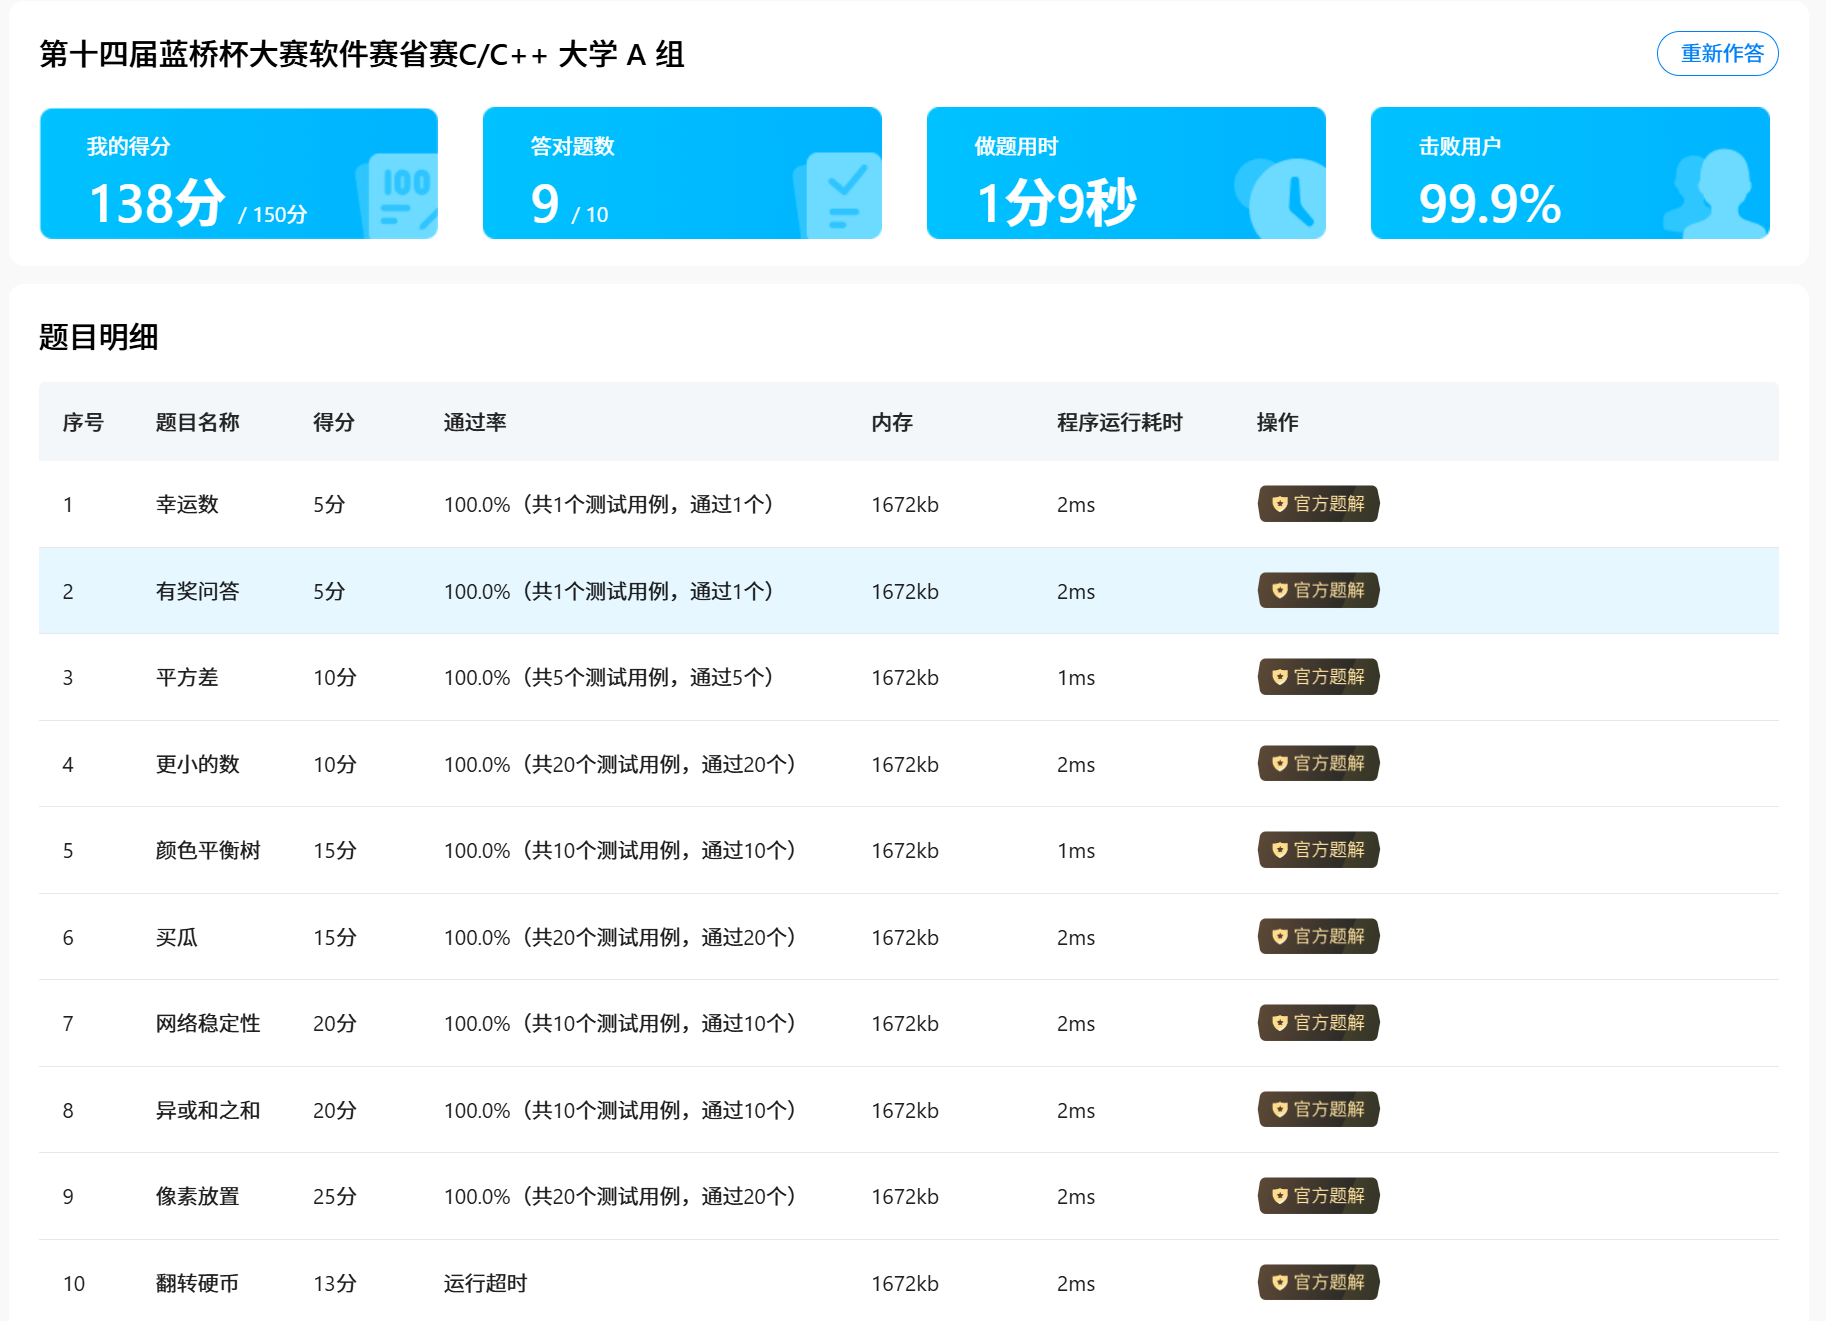 第十四届蓝桥杯大赛软件赛省赛C/C++ 大学 A 组
重新作答
我的得分
138分 / 150分
答对题数
9 / 10
做题用时
1分9秒
击败用户
99.9%
100
题目明细
序号 题目名称 得分 通过率 内存 程序运行耗时 操作
1 幸运数 5分 100.0%（共1个测试用例，通过1个） 1672kb 2ms 官方题解
2 有奖问答 5分 100.0%（共1个测试用例，通过1个） 1672kb 2ms 官方题解
3 平方差 10分 100.0%（共5个测试用例，通过5个） 1672kb 1ms 官方题解
4 更小的数 10分 100.0%（共20个测试用例，通过20个） 1672kb 2ms 官方题解
5 颜色平衡树 15分 100.0%（共10个测试用例，通过10个） 1672kb 1ms 官方题解
6 买瓜 15分 100.0%（共20个测试用例，通过20个） 1672kb 2ms 官方题解
7 网络稳定性 20分 100.0%（共10个测试用例，通过10个） 1672kb 2ms 官方题解
8 异或和之和 20分 100.0%（共10个测试用例，通过10个） 1672kb 2ms 官方题解
9 像素放置 25分 100.0%（共20个测试用例，通过20个） 1672kb 2ms 官方题解
10 翻转硬币 13分 运行超时 1672kb 2ms 官方题解